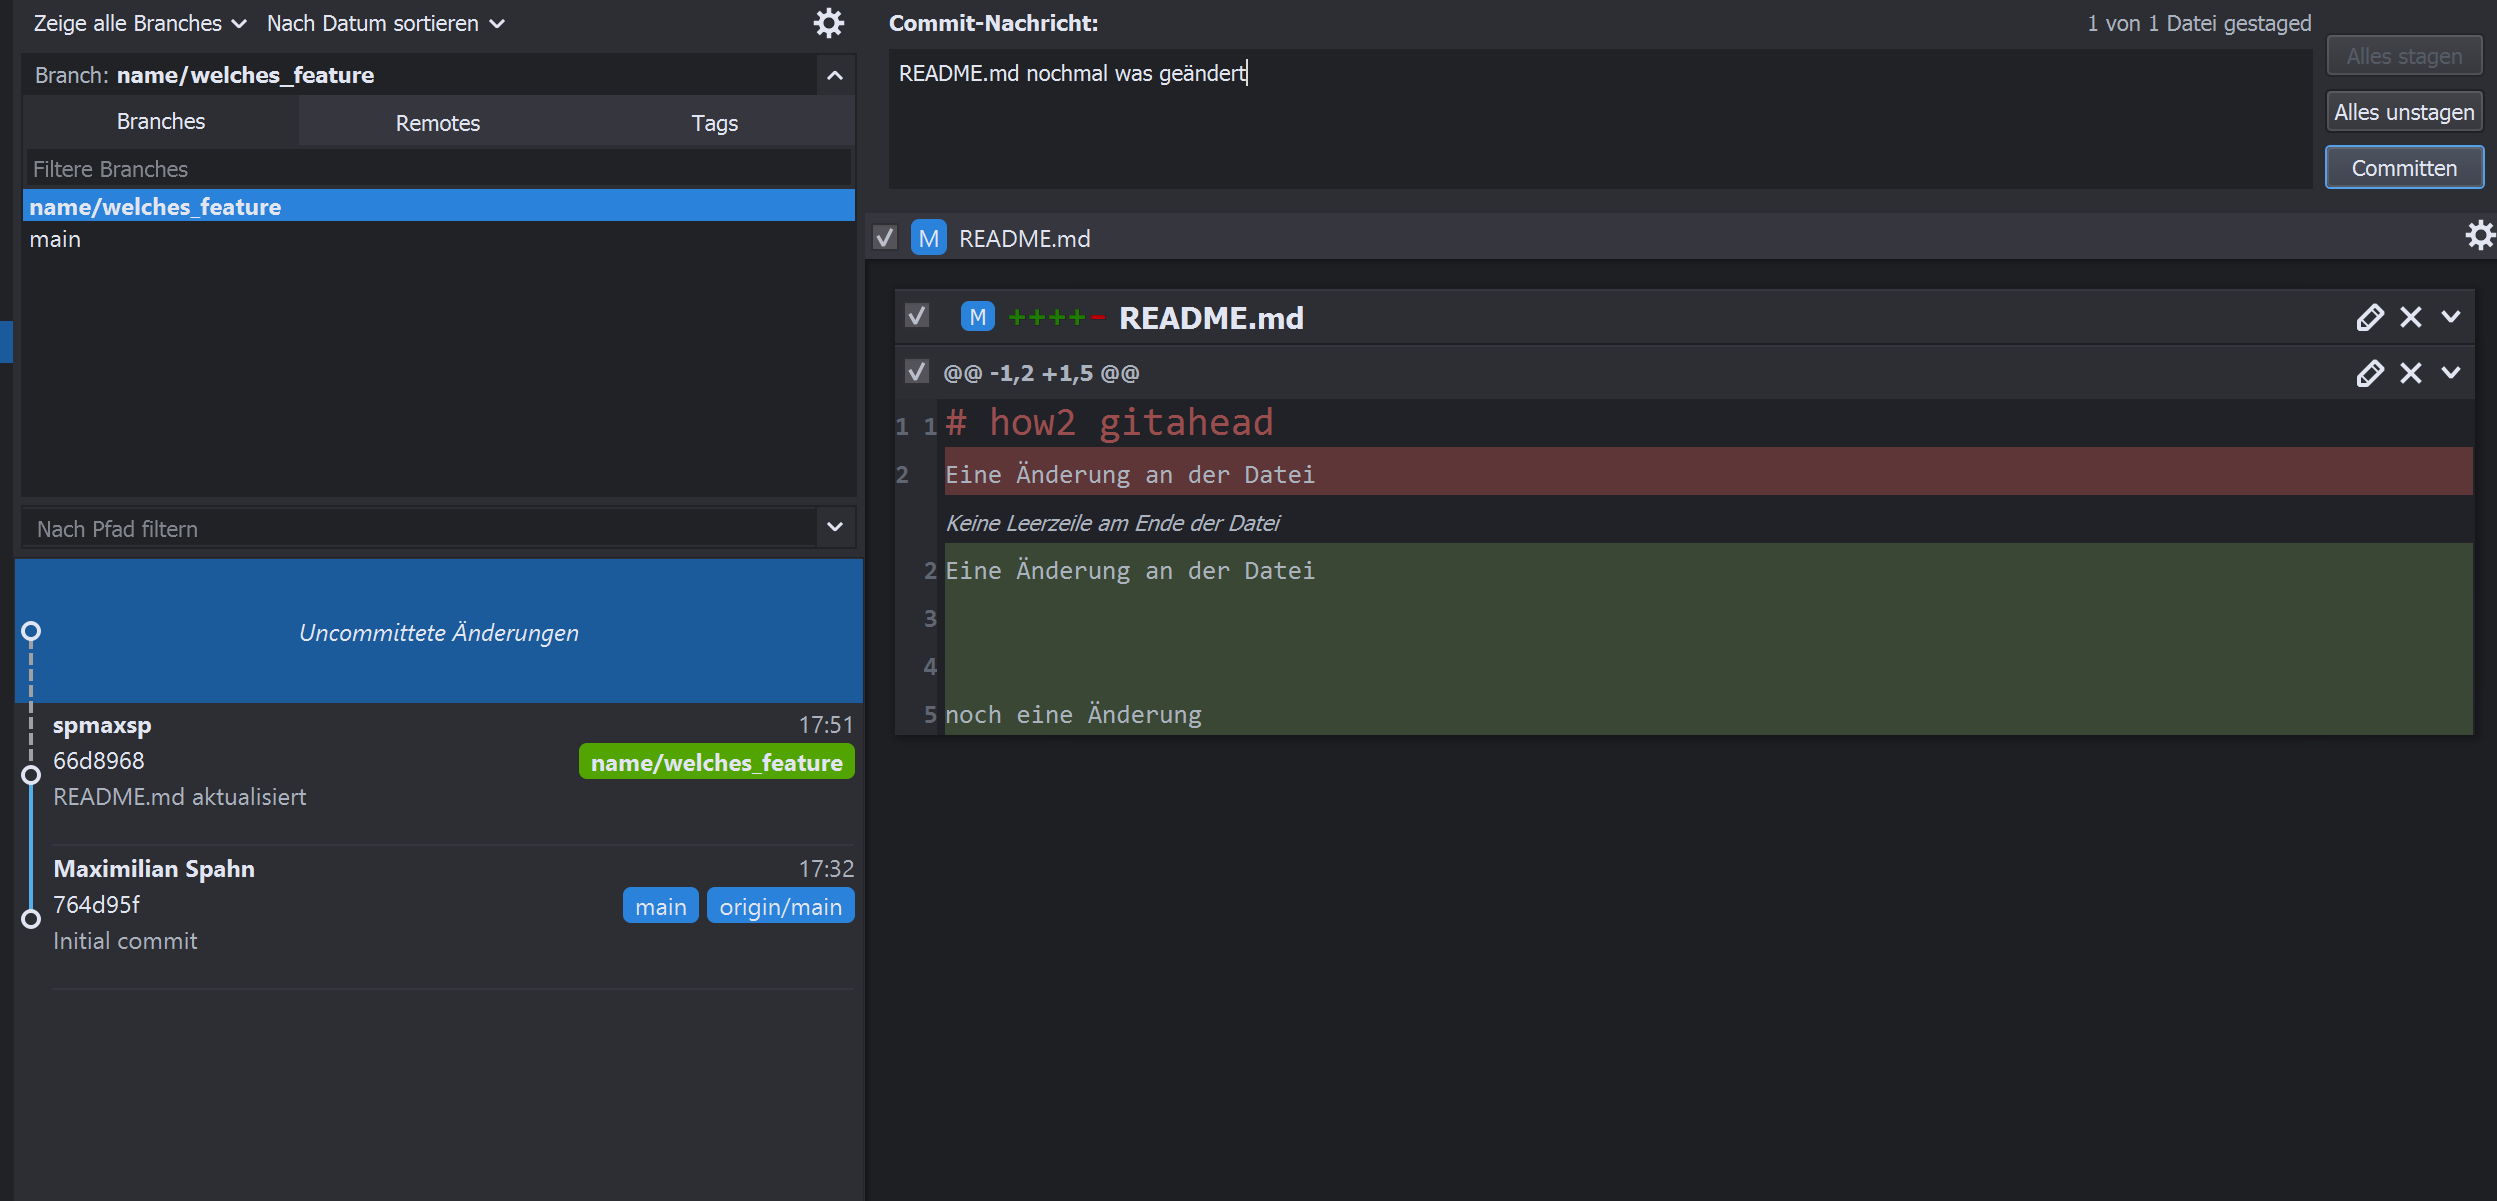 Zeige alle Branches Nach Datum sortieren
Branch: name/welches_feature
Branches Remotes Tags
Filtere Branches
name/welches_feature
main
Nach Pfad filtern
Uncommittete Änderungen
spmaxsp 17:51
66d8968 name/welches_feature
README.md aktualisiert
Maximilian Spahn 17:32
764d95f main origin/main
Initial commit
Commit-Nachricht: 1 von 1 Datei gestaged
README.md nochmal was geändert
Alles stagen
Alles unstagen
Committen
M README.md
M ++++- README.md
@@ -1,2 +1,5 @@
1 1 # how2 gitahead
2 Eine Änderung an der Datei
Keine Leerzeile am Ende der Datei
2 Eine Änderung an der Datei
3
4
5 noch eine Änderung